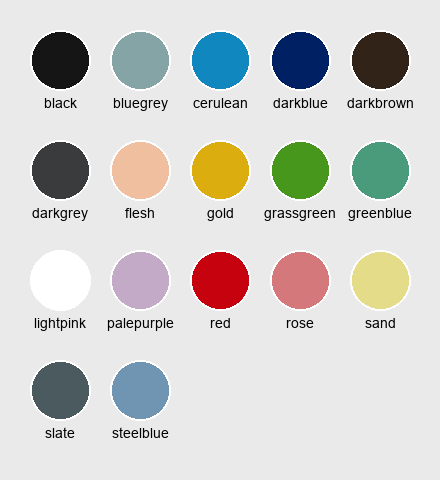 black bluegrey cerulean darkblue darkbrown
darkgrey flesh gold grassgreen greenblue
lightpink palepurple red rose sand
slate steelblue